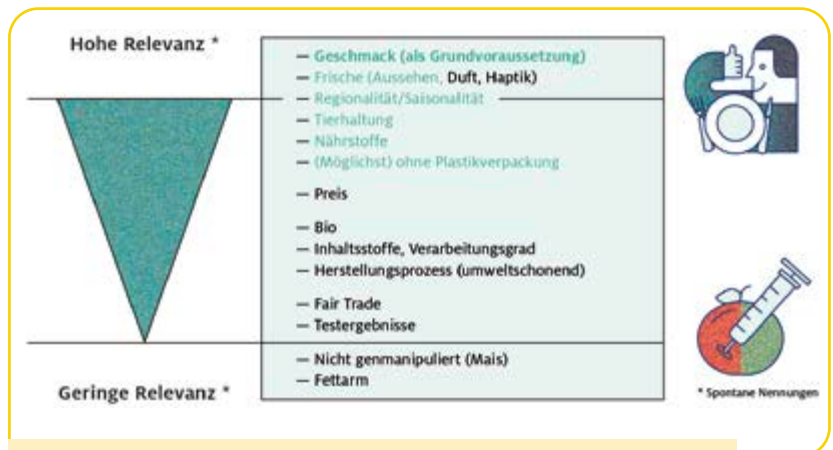 Hohe Relevanz *
— Geschmack (als Grundvoraussetzung)
— Frische (Aussehen, Duft, Haptik)
— Regionalität/Saisonalität
— Tierhaltung
— Nährstoffe
— (Möglichst) ohne Plastikverpackung
— Preis
— Bio
— Inhaltsstoffe, Verarbeitungsgrad
— Herstellungsprozess (umweltschonend)
— Fair Trade
— Testergebnisse
— Nicht genmanipuliert (Mais)
— Fettarm
Geringe Relevanz *
* Spontane Nennungen